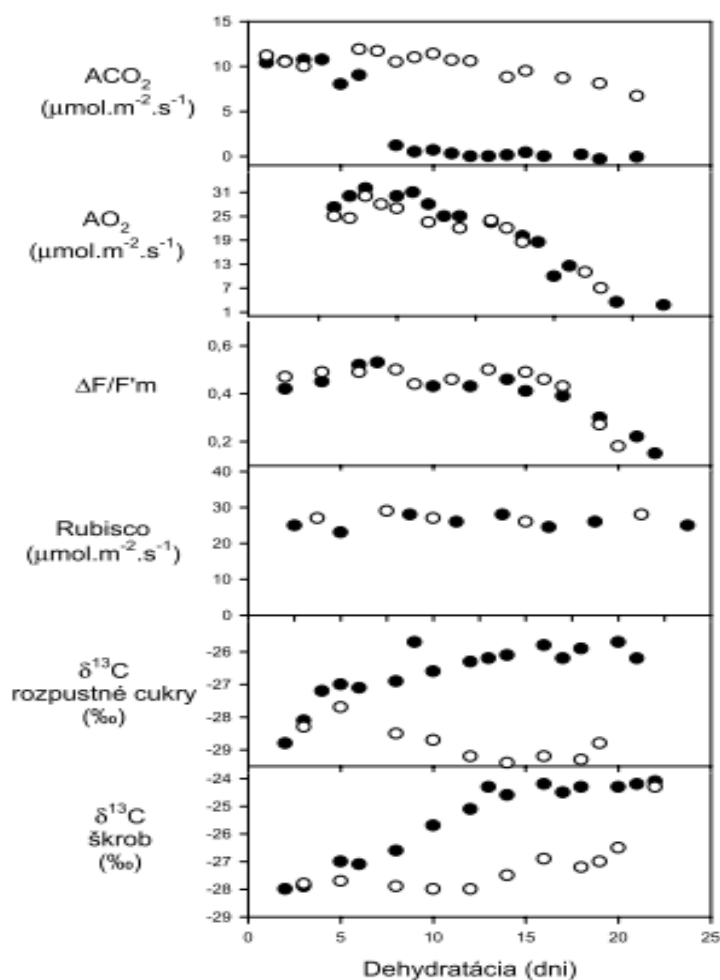 15
10
5
0
ACO₂
(μmol.m⁻².s⁻¹)
31
25
19
13
7
1
AO₂
(μmol.m⁻².s⁻¹)
0,6
0,4
0,2
ΔF/F'm
40
30
20
10
0
Rubisco
(μmol.m⁻².s⁻¹)
-26
-27
-28
-29
δ¹³C
rozpustné cukry
(‰)
-24
-25
-26
-27
-28
-29
δ¹³C
škrob
(‰)
0 5 10 15 20 25
Dehydratácia (dni)